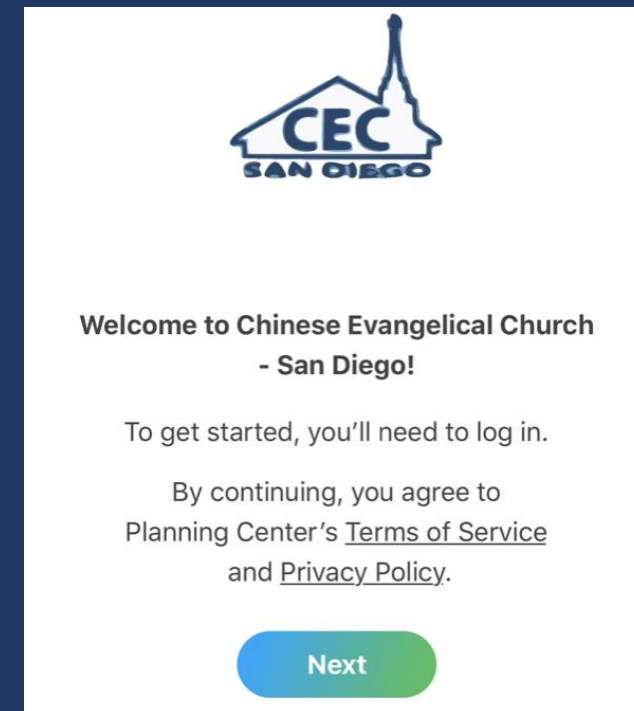 CEC
SAN DIEGO
Welcome to Chinese Evangelical Church
- San Diego!
To get started, you’ll need to log in.
By continuing, you agree to
Planning Center’s Terms of Service
and Privacy Policy.
Next